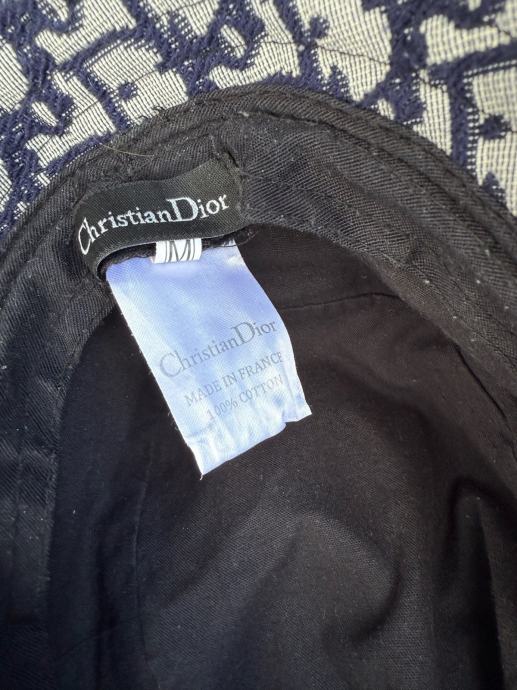 ChristianDior
M
ChristianDior
MADE IN FRANCE
100% COTTON